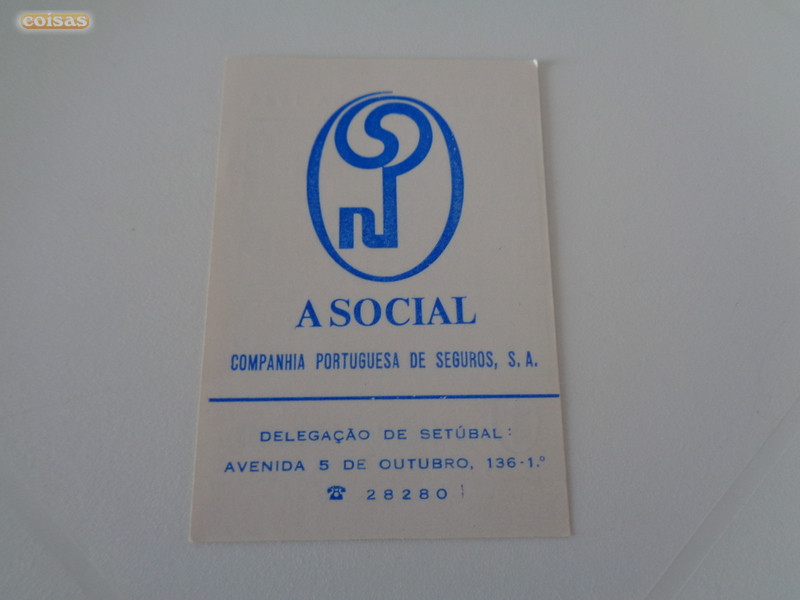 coisas
A SOCIAL
COMPANHIA PORTUGUESA DE SEGUROS, S. A.
DELEGAÇÃO DE SETÚBAL:
AVENIDA 5 DE OUTUBRO, 136-1.º
☎ 28280